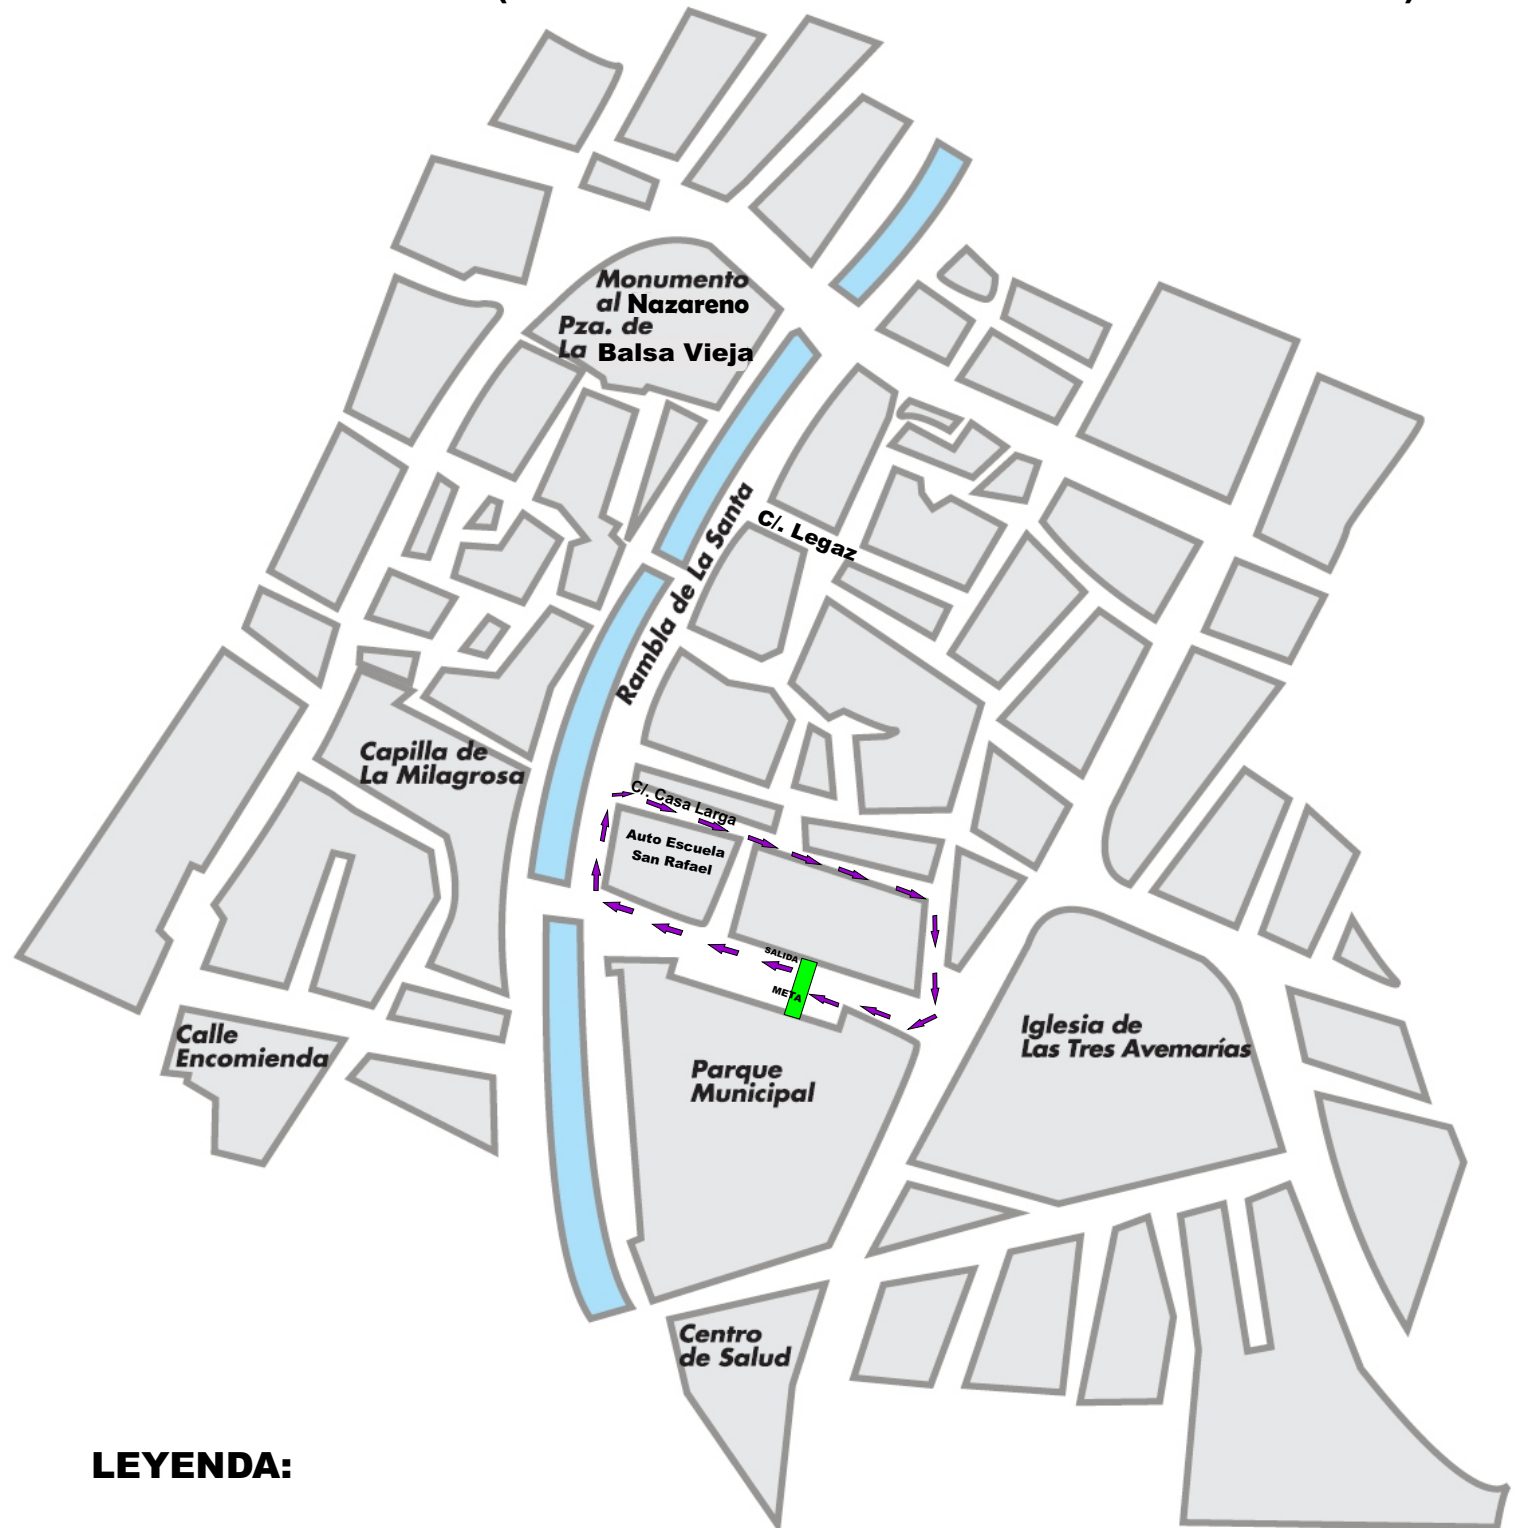 Monumento
al Nazareno
Pza. de
La Balsa Vieja
Rambla de La Santa
C/. Legaz
Capilla de
La Milagrosa
C/. Casa Larga
Auto Escuela
San Rafael
SALIDA
META
Calle
Encomienda
Iglesia de
Las Tres Avemarías
Parque
Municipal
Centro
de Salud
LEYENDA: